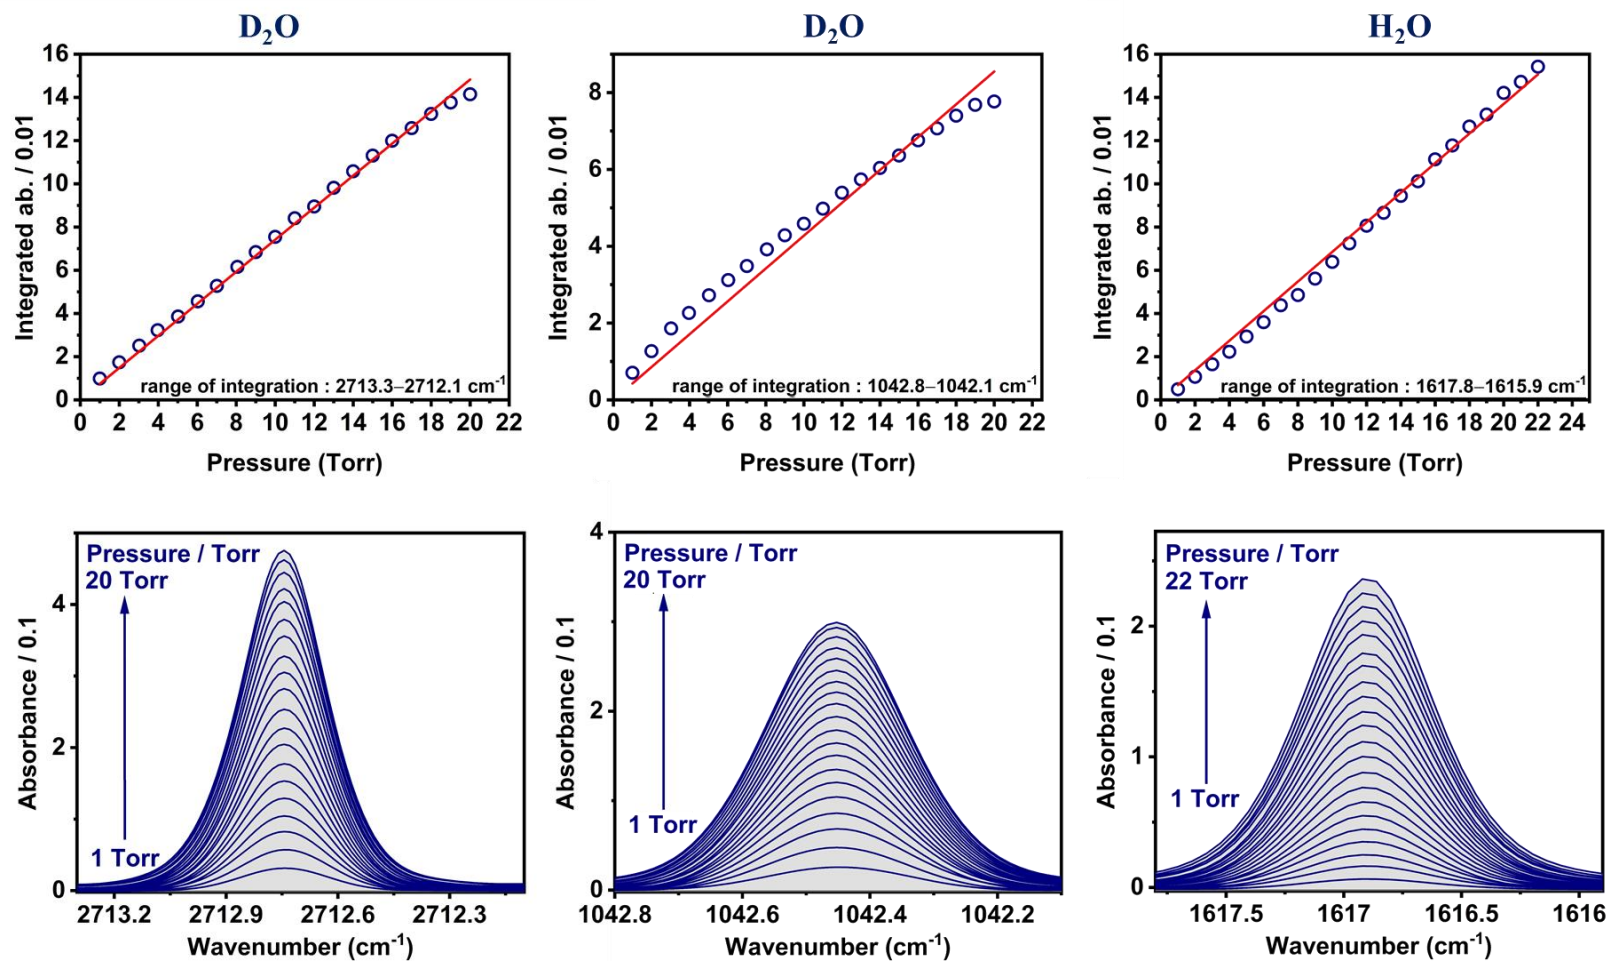 D₂O
D₂O
H₂O
Integrated ab. / 0.01
16
14
12
10
8
6
4
2
0
range of integration : 2713.3–2712.1 cm⁻¹
0 2 4 6 8 10 12 14 16 18 20 22
Pressure (Torr)
Integrated ab. / 0.01
8
6
4
2
0
range of integration : 1042.8–1042.1 cm⁻¹
0 2 4 6 8 10 12 14 16 18 20 22
Pressure (Torr)
Integrated ab. / 0.01
16
14
12
10
8
6
4
2
0
range of integration : 1617.8–1615.9 cm⁻¹
0 2 4 6 8 10 12 14 16 18 20 22 24
Pressure (Torr)
Absorbance / 0.1
4
2
0
Pressure / Torr
20 Torr
1 Torr
2713.2 2712.9 2712.6 2712.3
Wavenumber (cm⁻¹)
Absorbance / 0.1
4
2
0
Pressure / Torr
20 Torr
1 Torr
1042.8 1042.6 1042.4 1042.2
Wavenumber (cm⁻¹)
Absorbance / 0.1
2
1
0
Pressure / Torr
22 Torr
1 Torr
1617.5 1617 1616.5 1616
Wavenumber (cm⁻¹)